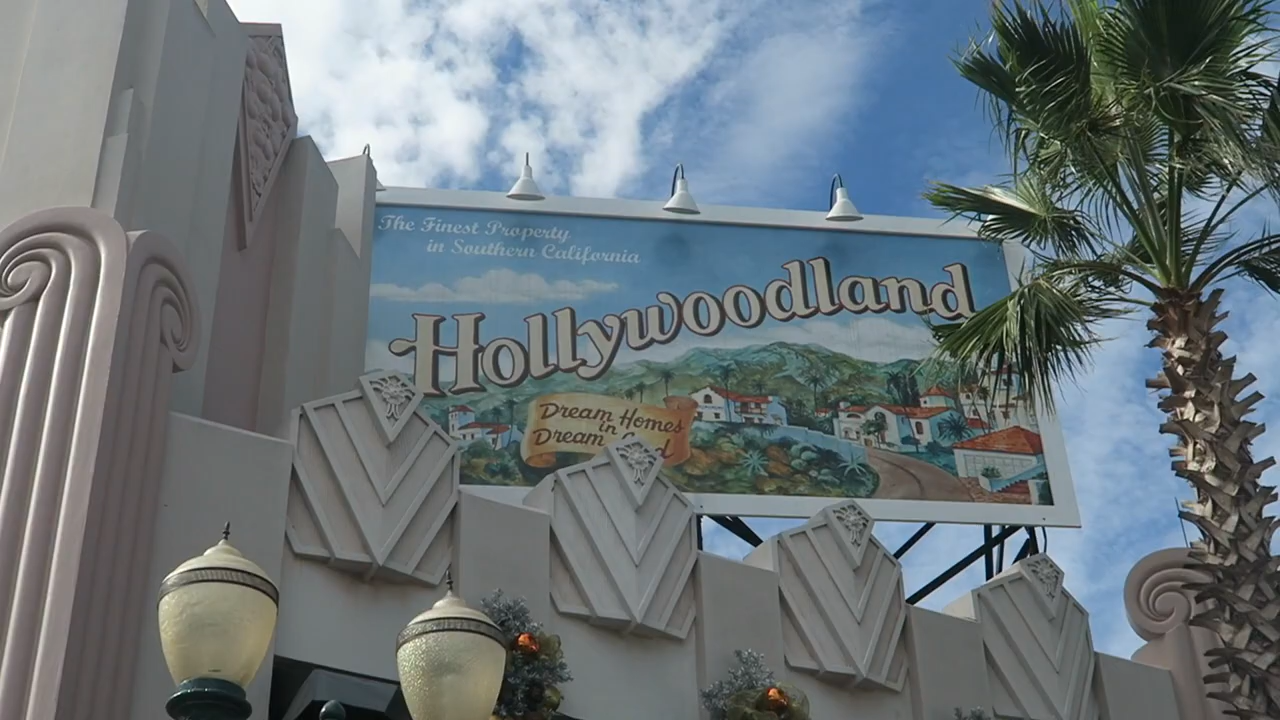 The Finest Property
in Southern California
Hollywoodland
Dream Homes
in
Dream